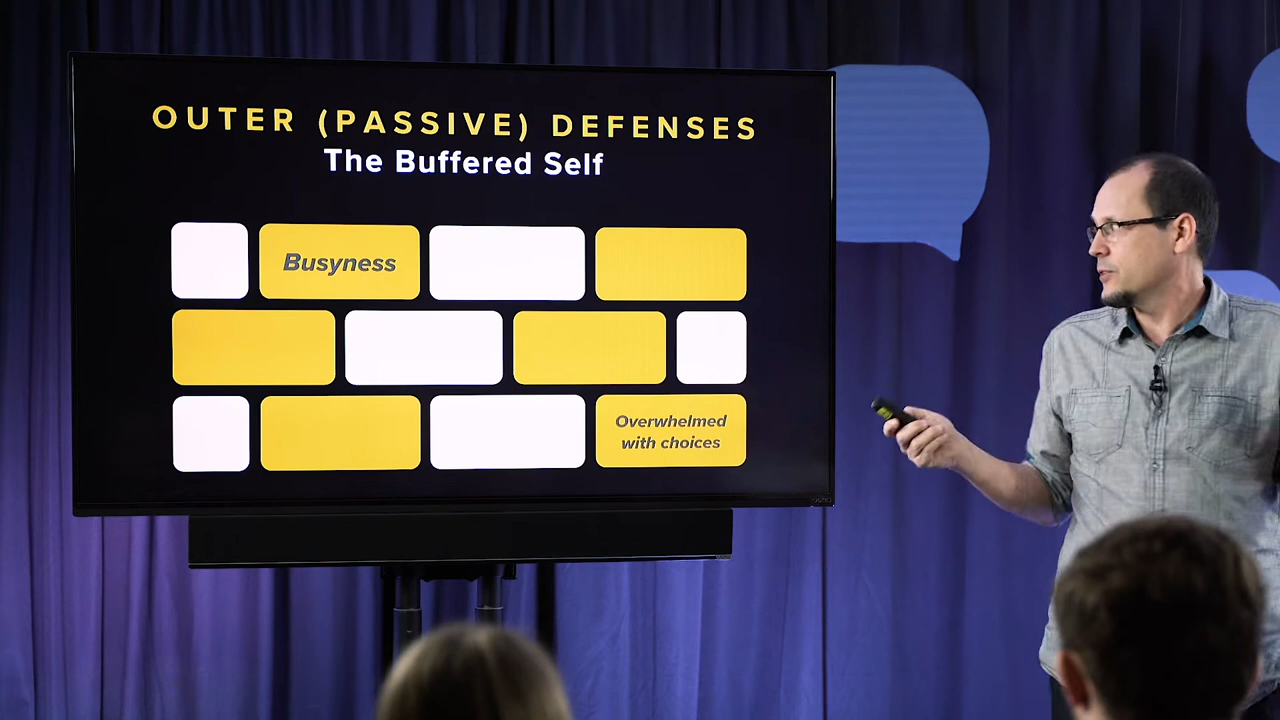 OUTER (PASSIVE) DEFENSES
The Buffered Self
Busyness
Overwhelmed
with choices